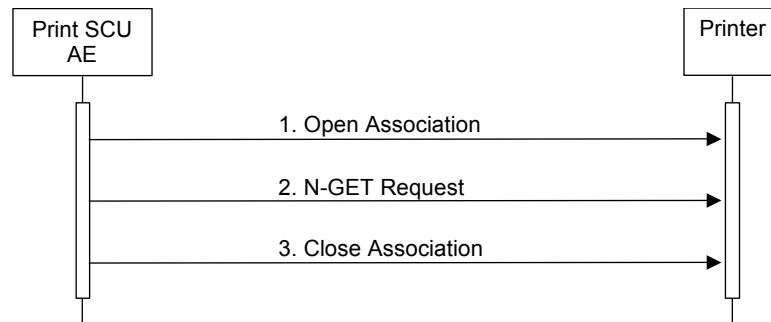 Print SCU
AE
Printer
1. Open Association
2. N-GET Request
3. Close Association